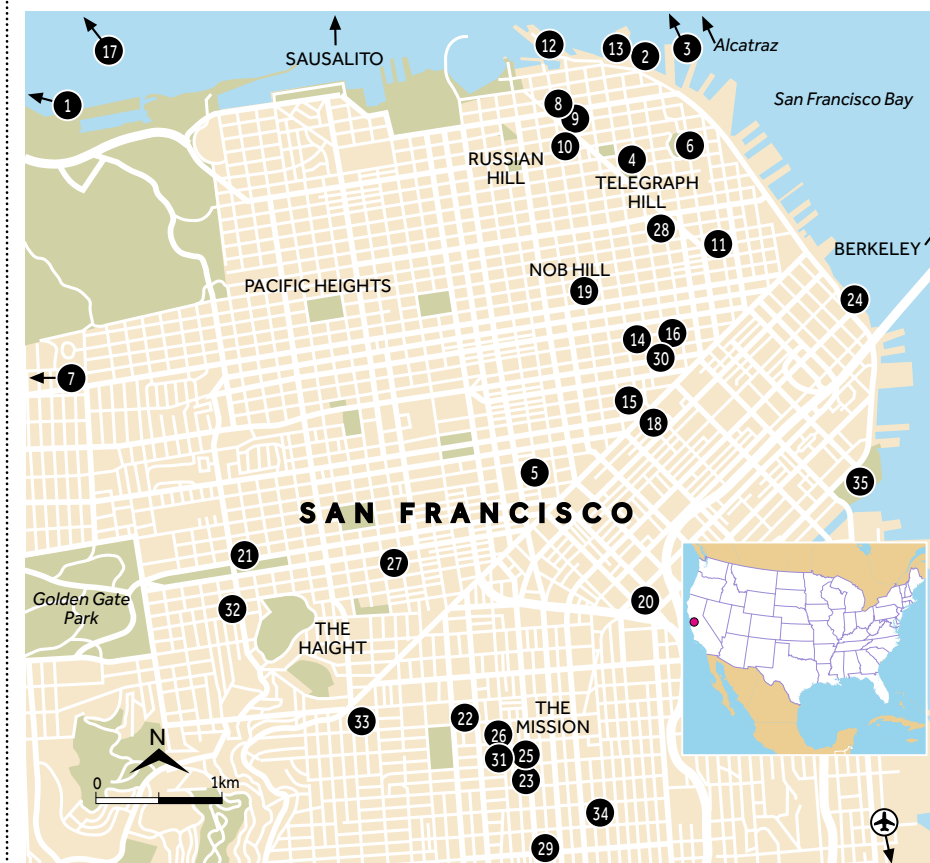 12
13
2
3
Alcatraz
17
SAUSALITO
1
San Francisco Bay
8
9
10
RUSSIAN
HILL
4
6
TELEGRAPH
HILL
28
11
BERKELEY
NOB HILL
19
PACIFIC HEIGHTS
24
14
16
30
7
15
18
5
35
SAN FRANCISCO
21
27
Golden Gate
Park
32
20
THE
HAIGHT
33
22
THE
MISSION
26
25
31
23
N
0
1km
34
29